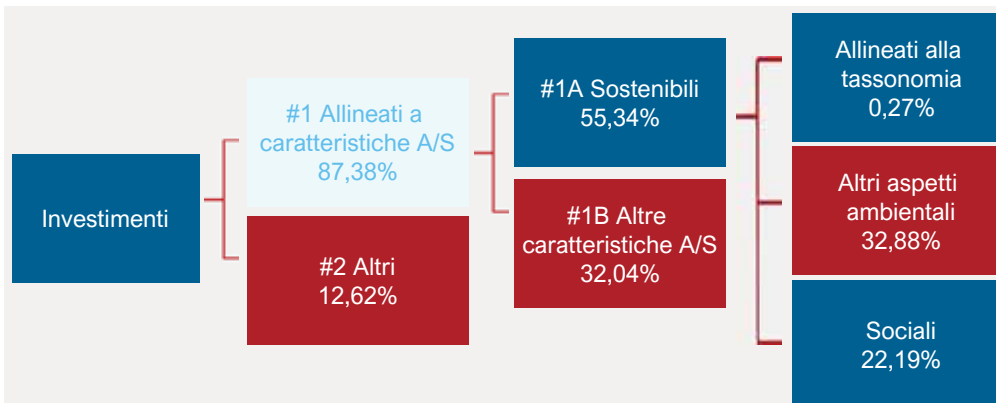 Investimenti
#1 Allineati a
caratteristiche A/S
87,38%
#2 Altri
12,62%
#1A Sostenibili
55,34%
#1B Altre
caratteristiche A/S
32,04%
Allineati alla
tassonomia
0,27%
Altri aspetti
ambientali
32,88%
Sociali
22,19%